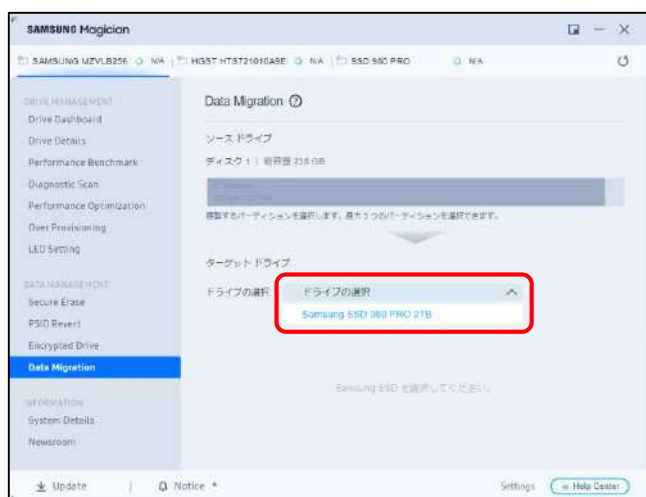 SAMSUNG Magician
SAMSUNG MZVLB256 N/A HGST HTS721010A9E N/A SSD 980 PRO N/A
DRIVE MANAGEMENT
Drive Dashboard
Drive Details
Performance Benchmark
Diagnostic Scan
Performance Optimization
Over Provisioning
LED Setting
DATA MANAGEMENT
Secure Erase
PSID Revert
Encrypted Drive
Data Migration
INFORMATION
System Details
Newsroom
Data Migration ?
ソース ドライブ
ディスク 1 | 総容量 238 GB
複製するパーティションを選択します。最大3つのパーティションを選択できます。
ターゲット ドライブ
ドライブの選択 ドライブの選択
Samsung SSD 980 PRO 2TB
Samsung SSD を選択してください。
Update | Notice Settings Help Center